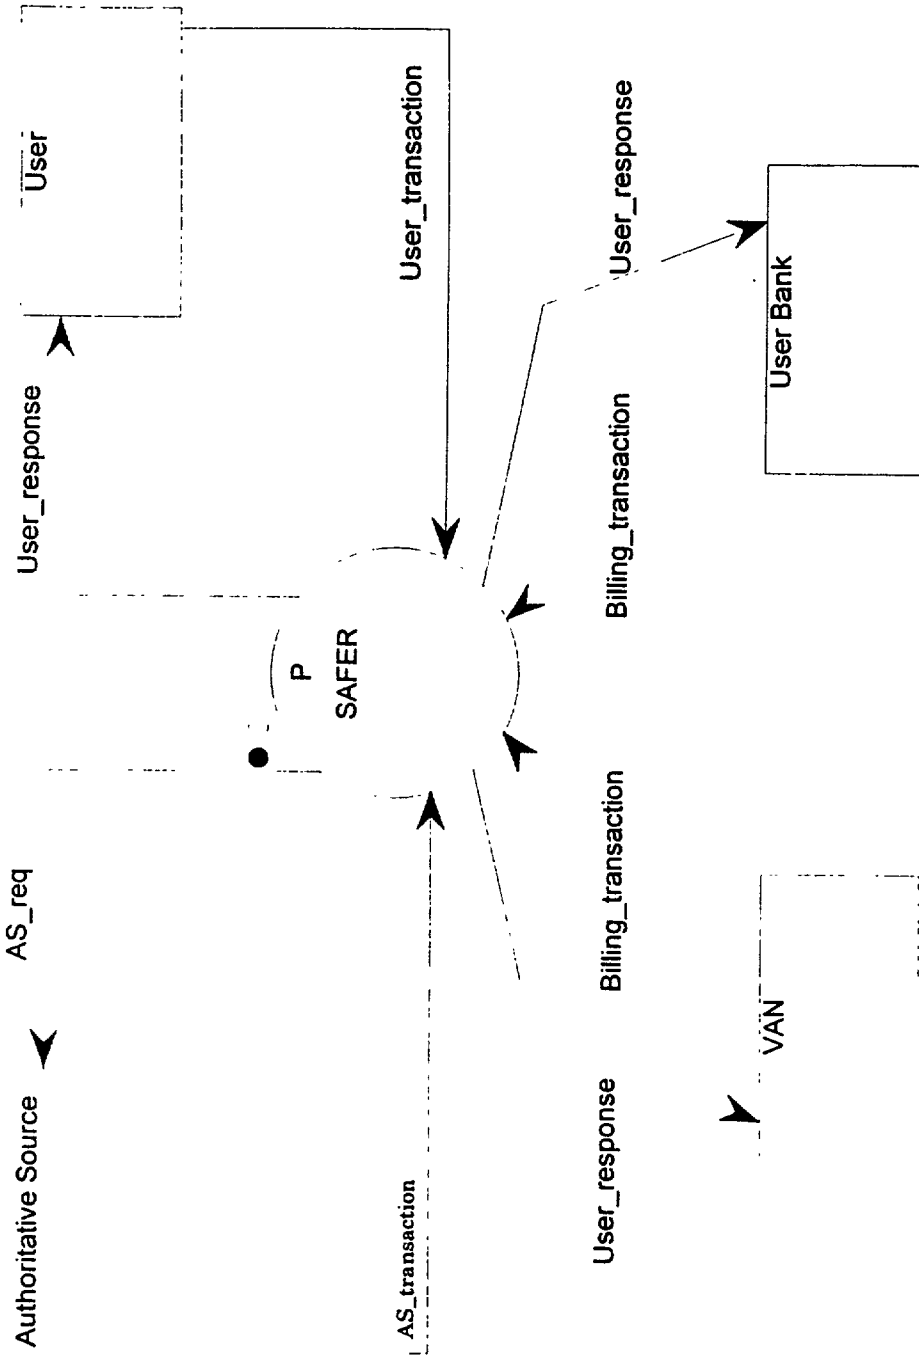 Authoritative Source
AS_req
User_response
User
P
SAFER
AS_transaction
User_transaction
User_response
Billing_transaction
Billing_transaction
User_response
VAN
User Bank